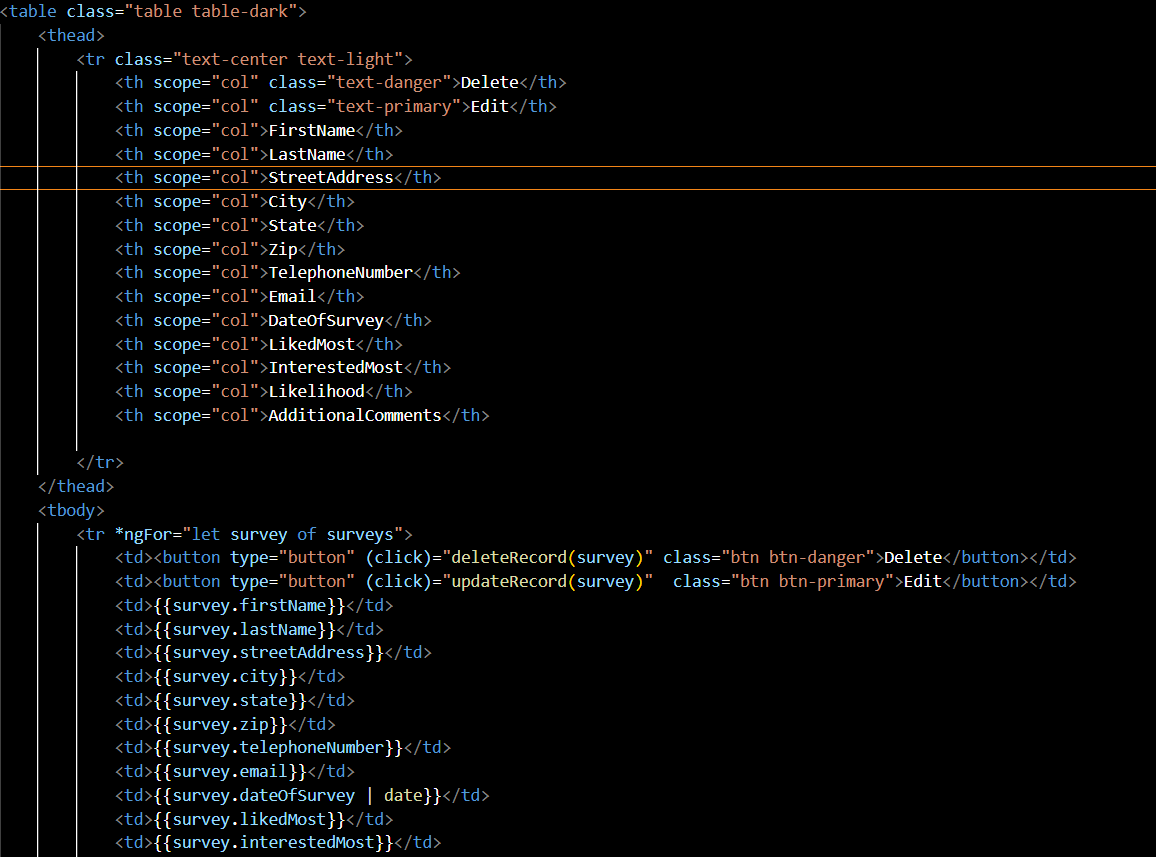 <table class="table table-dark">
<thead>
<tr class="text-center text-light">
<th scope="col" class="text-danger">Delete</th>
<th scope="col" class="text-primary">Edit</th>
<th scope="col">FirstName</th>
<th scope="col">LastName</th>
<th scope="col">StreetAddress</th>
<th scope="col">City</th>
<th scope="col">State</th>
<th scope="col">Zip</th>
<th scope="col">TelephoneNumber</th>
<th scope="col">Email</th>
<th scope="col">DateOfSurvey</th>
<th scope="col">LikedMost</th>
<th scope="col">InterestedMost</th>
<th scope="col">Likelihood</th>
<th scope="col">AdditionalComments</th>
</tr>
</thead>
<tbody>
<tr *ngFor="let survey of surveys">
<td><button type="button" (click)="deleteRecord(survey)" class="btn btn-danger">Delete</button></td>
<td><button type="button" (click)="updateRecord(survey)"  class="btn btn-primary">Edit</button></td>
<td>{{survey.firstName}}</td>
<td>{{survey.lastName}}</td>
<td>{{survey.streetAddress}}</td>
<td>{{survey.city}}</td>
<td>{{survey.state}}</td>
<td>{{survey.zip}}</td>
<td>{{survey.telephoneNumber}}</td>
<td>{{survey.email}}</td>
<td>{{survey.dateOfSurvey | date}}</td>
<td>{{survey.likedMost}}</td>
<td>{{survey.interestedMost}}</td>